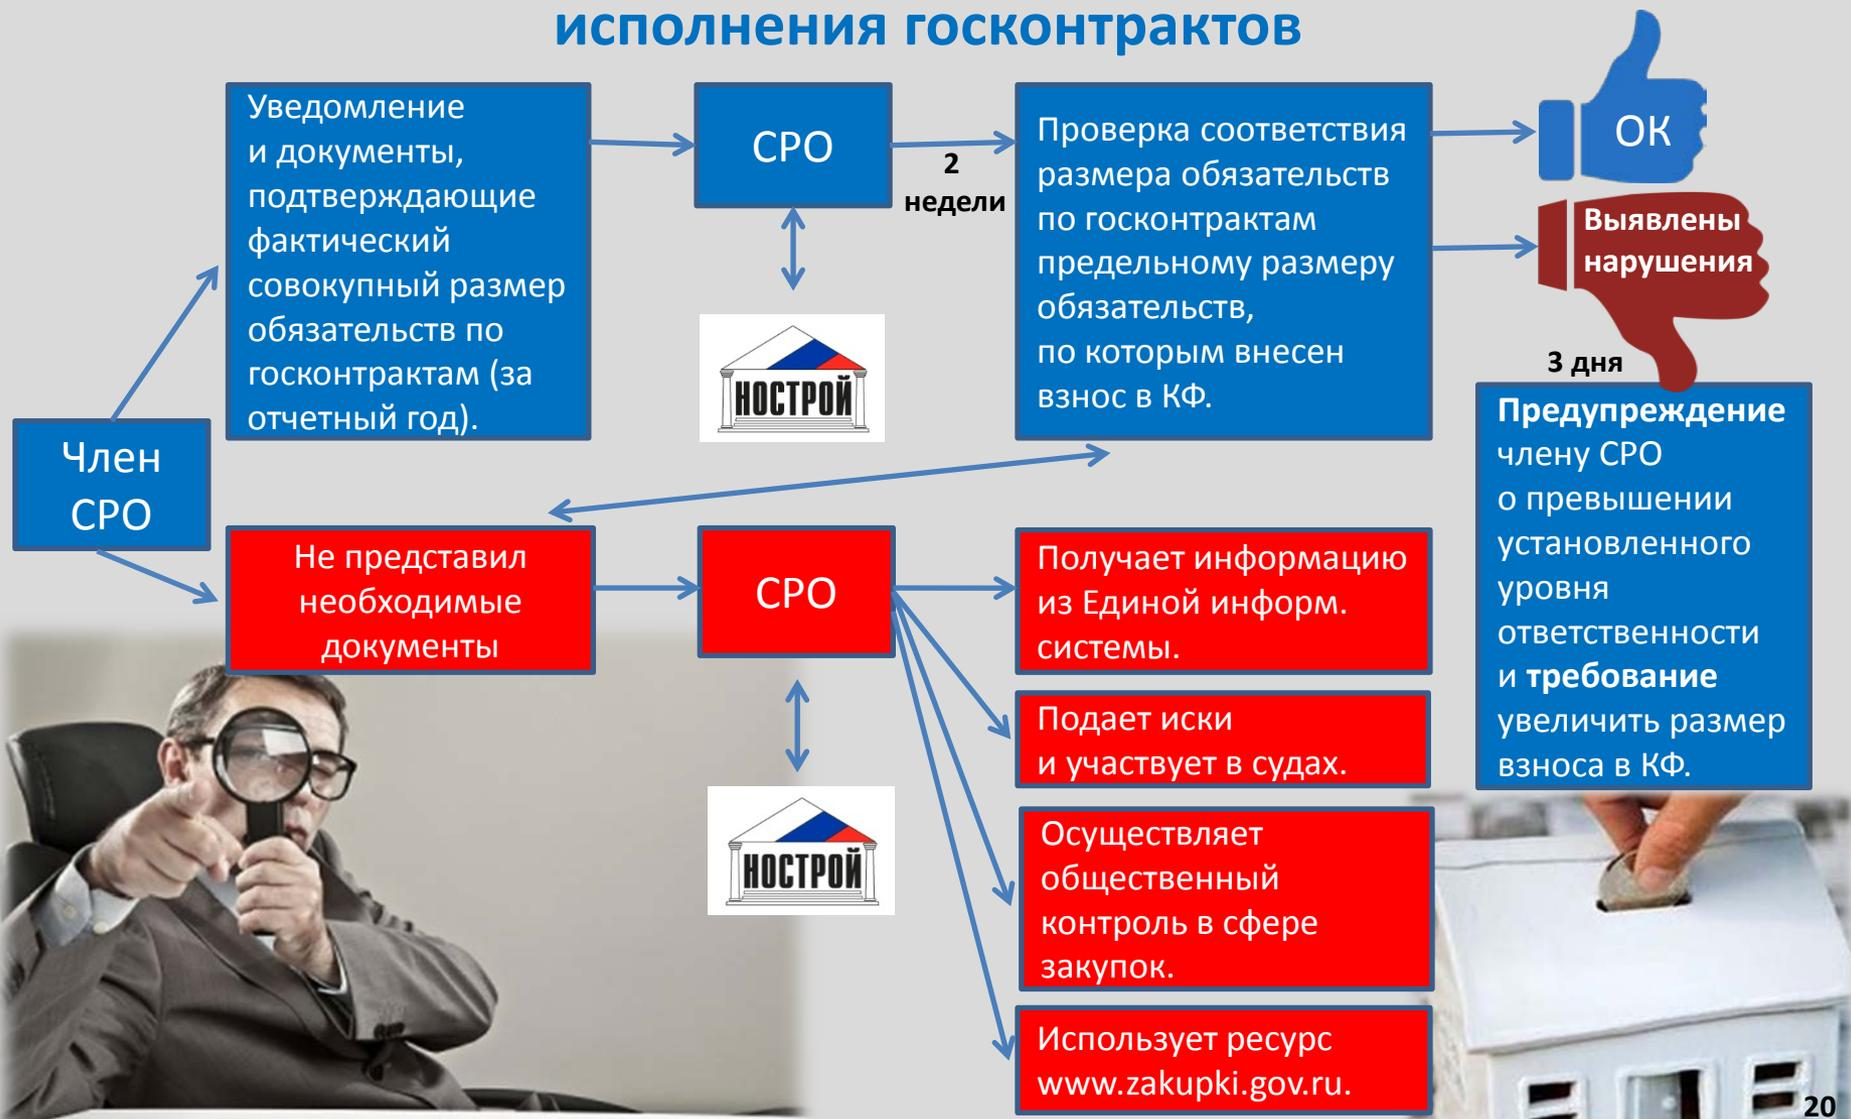 исполнения госконтрактов
Уведомление
и документы,
подтверждающие
фактический
совокупный размер
обязательств по
госконтрактам (за
отчетный год).
СРО
2
недели
Проверка соответствия
размера обязательств
по госконтрактам
предельному размеру
обязательств,
по которым внесен
взнос в КФ.
ОК
Выявлены
нарушения
3 дня
Предупреждение
члену СРО
о превышении
установленного
уровня
ответственности
и требование
увеличить размер
взноса в КФ.
НОСТРОЙ
Член
СРО
Не представил
необходимые
документы
СРО
Получает информацию
из Единой информ.
системы.
Подает иски
и участвует в судах.
НОСТРОЙ
Осуществляет
общественный
контроль в сфере
закупок.
Использует ресурс
www.zakupki.gov.ru.
20